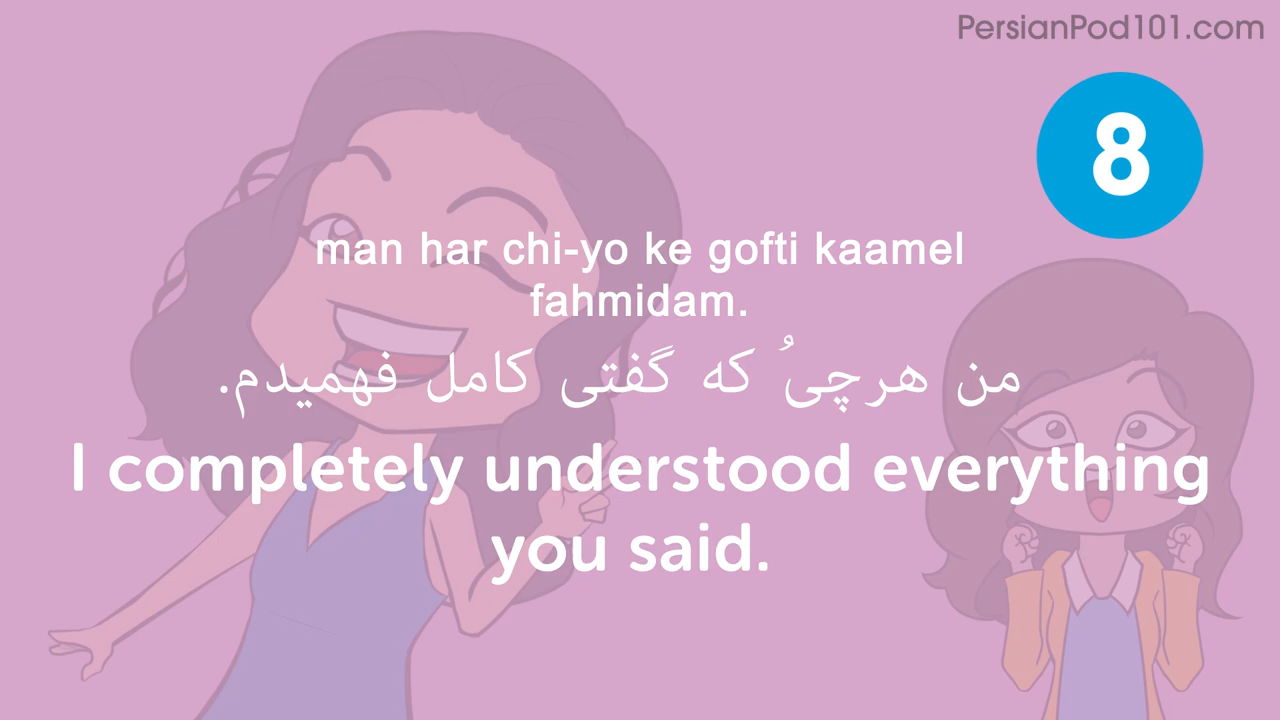 PersianPod101.com
8
man har chi-yo ke gofti kaamel
fahmidam.
من هرچیُ که گفتی کامل فهمیدم.
I completely understood everything
you said.